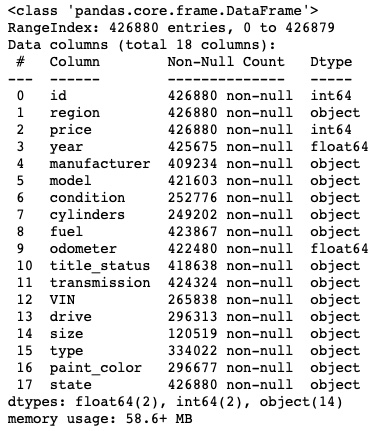 <class 'pandas.core.frame.DataFrame'>
RangeIndex: 426880 entries, 0 to 426879
Data columns (total 18 columns):
 #   Column        Non-Null Count   Dtype
---  ------        --------------   -----
 0   id            426880 non-null  int64
 1   region        426880 non-null  object
 2   price         426880 non-null  int64
 3   year          425675 non-null  float64
 4   manufacturer  409234 non-null  object
 5   model         421603 non-null  object
 6   condition     252776 non-null  object
 7   cylinders     249202 non-null  object
 8   fuel          423867 non-null  object
 9   odometer      422480 non-null  float64
 10  title_status  418638 non-null  object
 11  transmission  424324 non-null  object
 12  VIN           265838 non-null  object
 13  drive         296313 non-null  object
 14  size          120519 non-null  object
 15  type          334022 non-null  object
 16  paint_color   296677 non-null  object
 17  state         426880 non-null  object
dtypes: float64(2), int64(2), object(14)
memory usage: 58.6+ MB